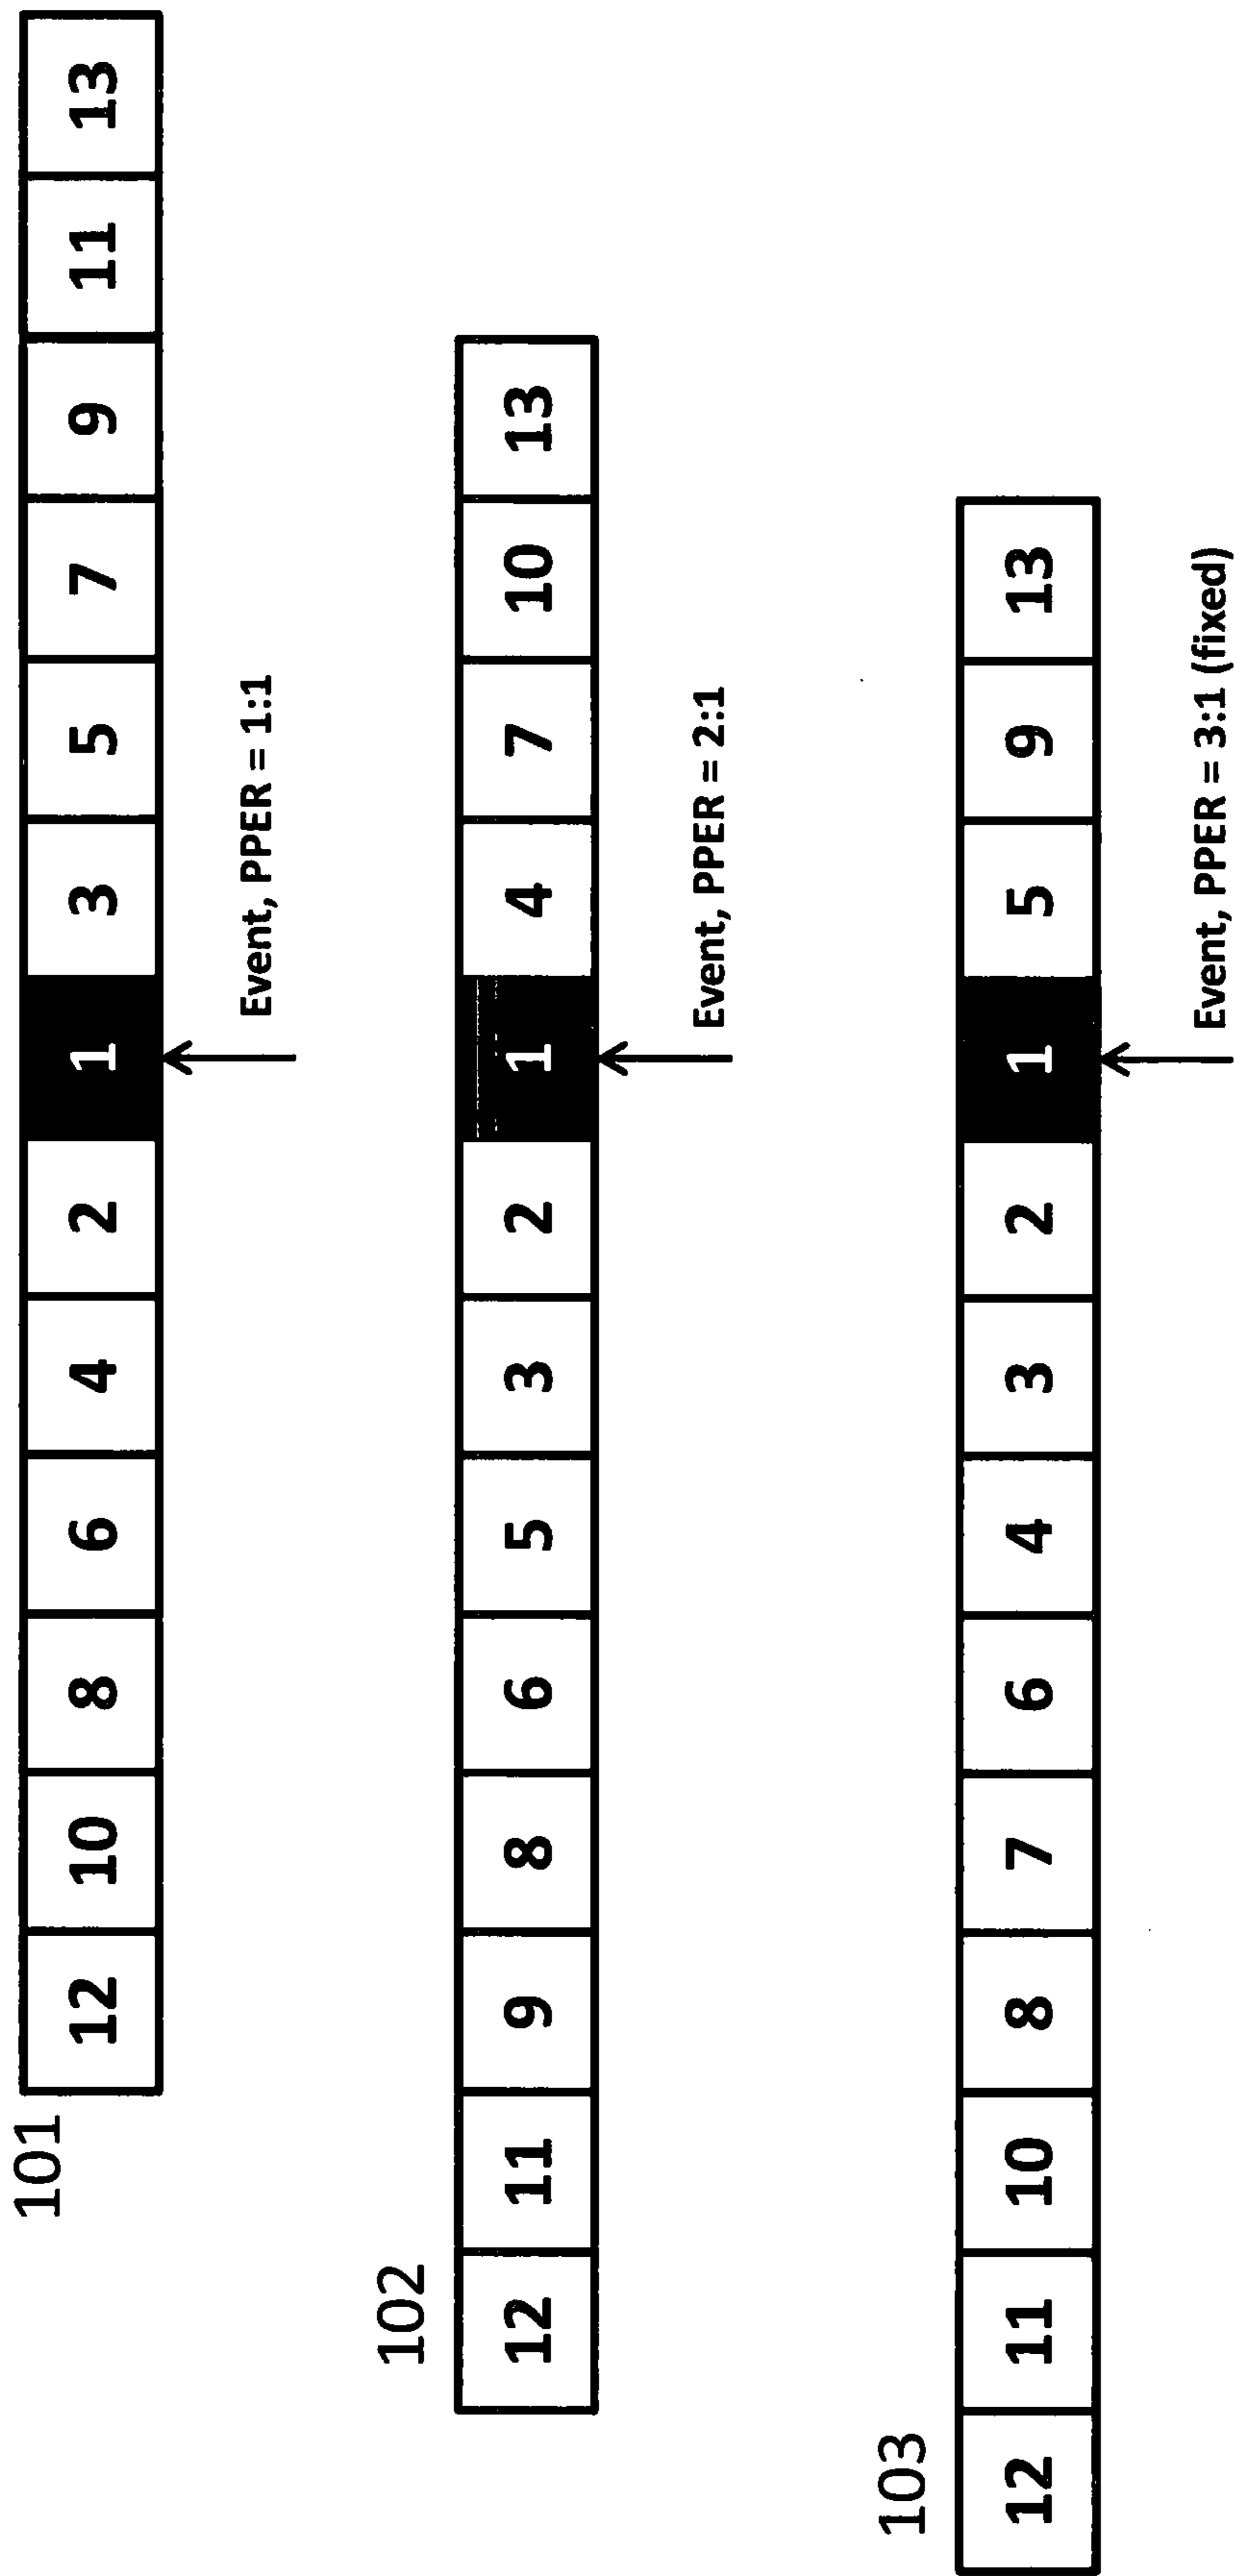 101
12 10 8 6 4 2 1 3 5 7 9 11 13
Event, PPER = 1:1
102
12 11 9 8 6 5 3 2 1 4 7 10 13
Event, PPER = 2:1
103
12 11 10 8 7 6 4 3 2 1 5 9 13
Event, PPER = 3:1 (fixed)